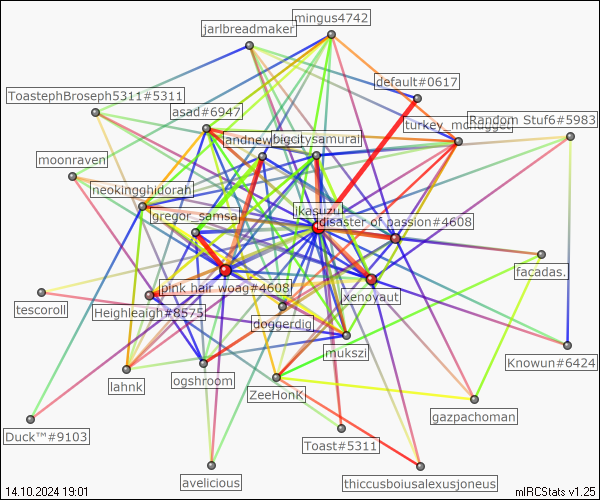 mingus4742
jarlbreadmaker
default#0617
ToastephBroseph5311#5311
asad#6947
turkey_mcnugget
Random Stuf6#5983
andnew
bigcitysamurai
moonraven
neokingghidorah
gregor_samsa
ikasuzu
disaster of passion#4608
facadas.
pink hair woag#4608
xenoyaut
tescoroll
Heighleaigh#8575
doggerdig
mukszi
Knowun#6424
lahnk
ogshroom
ZeeHonK
gazpachoman
Duck™#9103
Toast#5311
avelicious
thiccusboiusalexusjoneus
14.10.2024 19:01
mIRCStats v1.25